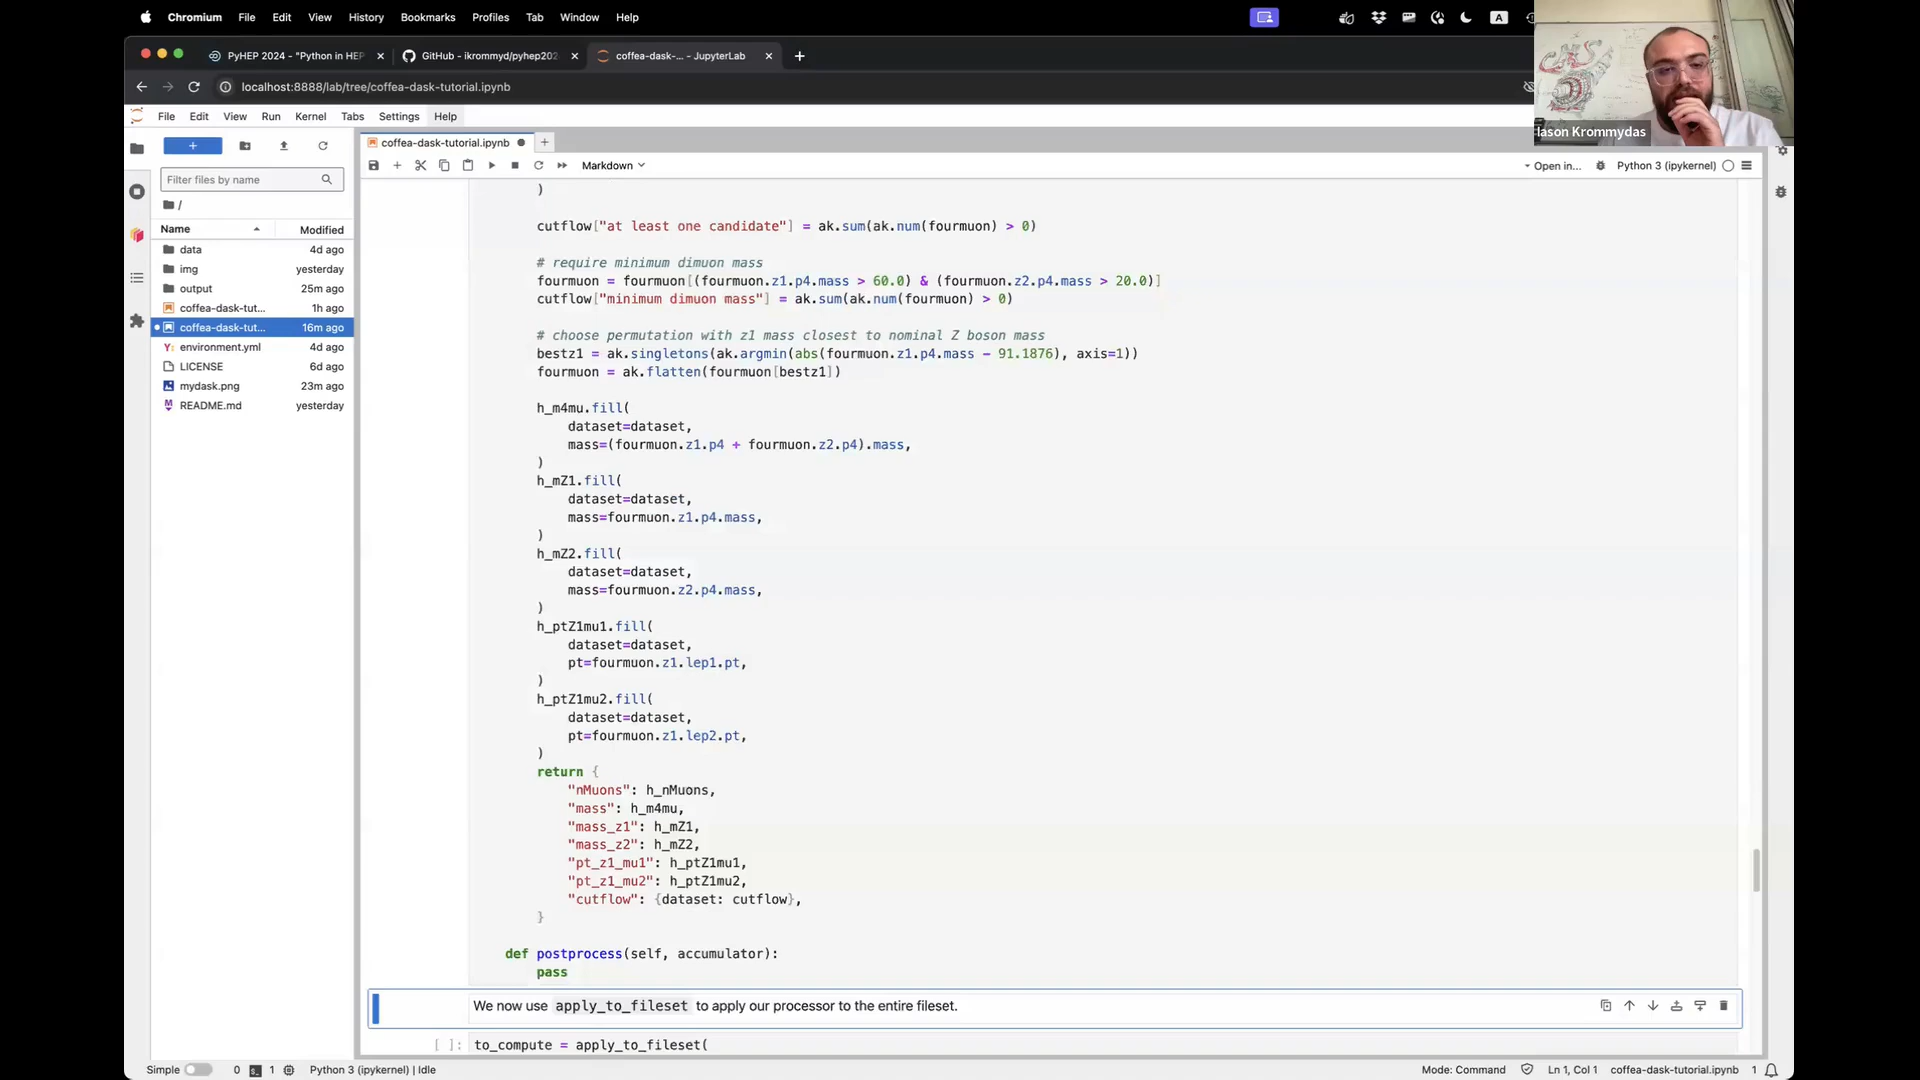 Chromium File Edit View History Bookmarks Profiles Tab Window Help A
PyHEP 2024 - "Python in HEP
GitHub - ikrommyd/pyhep202
coffea-dask-... - JupyterLab
localhost:8888/lab/tree/coffea-dask-tutorial.ipynb
Iason Krommydas
File Edit View Run Kernel Tabs Settings Help
coffea-dask-tutorial.ipynb
Markdown
Open in...
Python 3 (ipykernel)
Filter files by name
/
Name Modified
data 4d ago
img yesterday
output 25m ago
coffea-dask-tut... 1h ago
coffea-dask-tut... 16m ago
environment.yml 4d ago
LICENSE 6d ago
mydask.png 23m ago
README.md yesterday
)
cutflow["at least one candidate"] = ak.sum(ak.num(fourmuon) > 0)
# require minimum dimuon mass
fourmuon = fourmuon[(fourmuon.z1.p4.mass > 60.0) & (fourmuon.z2.p4.mass > 20.0)]
cutflow["minimum dimuon mass"] = ak.sum(ak.num(fourmuon) > 0)
# choose permutation with z1 mass closest to nominal Z boson mass
bestz1 = ak.singletons(ak.argmin(abs(fourmuon.z1.p4.mass - 91.1876), axis=1))
fourmuon = ak.flatten(fourmuon[bestz1])
h_m4mu.fill(
dataset=dataset,
mass=(fourmuon.z1.p4 + fourmuon.z2.p4).mass,
)
h_mZ1.fill(
dataset=dataset,
mass=fourmuon.z1.p4.mass,
)
h_mZ2.fill(
dataset=dataset,
mass=fourmuon.z2.p4.mass,
)
h_ptZ1mu1.fill(
dataset=dataset,
pt=fourmuon.z1.lep1.pt,
)
h_ptZ1mu2.fill(
dataset=dataset,
pt=fourmuon.z1.lep2.pt,
)
return {
"nMuons": h_nMuons,
"mass": h_m4mu,
"mass_z1": h_mZ1,
"mass_z2": h_mZ2,
"pt_z1_mu1": h_ptZ1mu1,
"pt_z1_mu2": h_ptZ1mu2,
"cutflow": {dataset: cutflow},
}
def postprocess(self, accumulator):
pass
We now use apply_to_fileset to apply our processor to the entire fileset.
[ ]: to_compute = apply_to_fileset(
Simple 0 1 Python 3 (ipykernel) | Idle
Mode: Command Ln 1, Col 1 coffea-dask-tutorial.ipynb 1